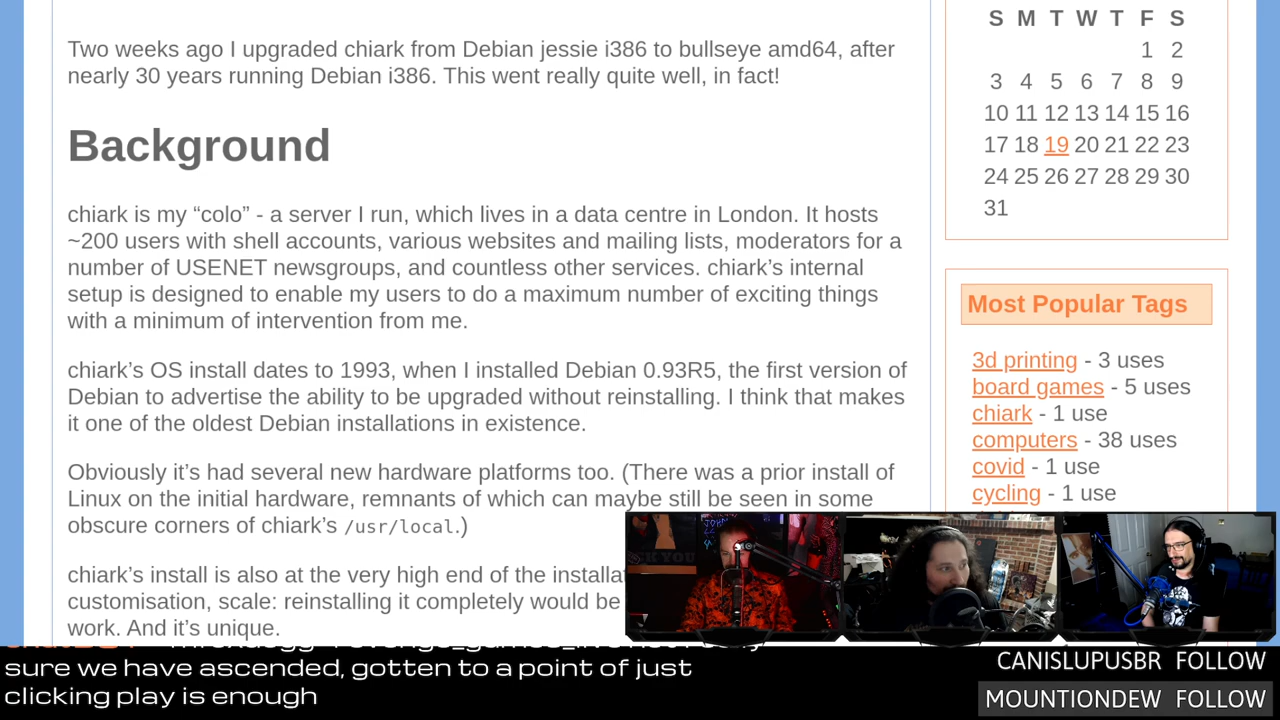 Two weeks ago I upgraded chiark from Debian jessie i386 to bullseye amd64, after
nearly 30 years running Debian i386. This went really quite well, in fact!
Background
chiark is my “colo” - a server I run, which lives in a data centre in London. It hosts
~200 users with shell accounts, various websites and mailing lists, moderators for a
number of USENET newsgroups, and countless other services. chiark’s internal
setup is designed to enable my users to do a maximum number of exciting things
with a minimum of intervention from me.
chiark’s OS install dates to 1993, when I installed Debian 0.93R5, the first version of
Debian to advertise the ability to be upgraded without reinstalling. I think that makes
it one of the oldest Debian installations in existence.
Obviously it’s had several new hardware platforms too. (There was a prior install of
Linux on the initial hardware, remnants of which can maybe still be seen in some
obscure corners of chiark’s /usr/local.)
chiark’s install is also at the very high end of the
customisation, scale: reinstalling it completely would be
work. And it’s unique.
S M T W T F S
1 2
3 4 5 6 7 8 9
10 11 12 13 14 15 16
17 18 19 20 21 22 23
24 25 26 27 28 29 30
31
Most Popular Tags
3d printing - 3 uses
board games - 5 uses
chiark - 1 use
computers - 38 uses
covid - 1 use
cycling - 1 use
sure we have ascended, gotten to a point of just
clicking play is enough
CANISLUPUSBR FOLLOW
MOUNTIONDEW FOLLOW